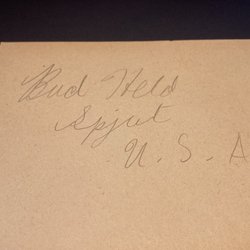 Bud Held
Spjut
U. S. A